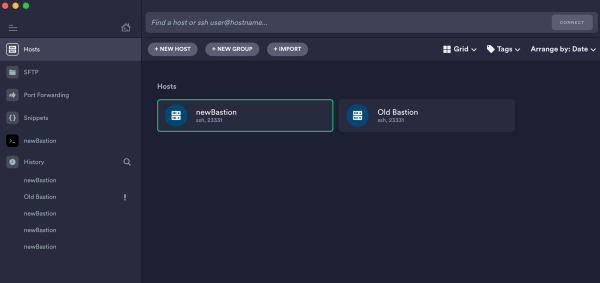 Find a host or ssh user@hostname...
CONNECT
Hosts
SFTP
Port Forwarding
Snippets
newBastion
History
newBastion
Old Bastion
newBastion
newBastion
newBastion
+ NEW HOST
+ NEW GROUP
+ IMPORT
Grid
Tags
Arrange by: Date
Hosts
newBastion
ssh, 23331
Old Bastion
ssh, 23331